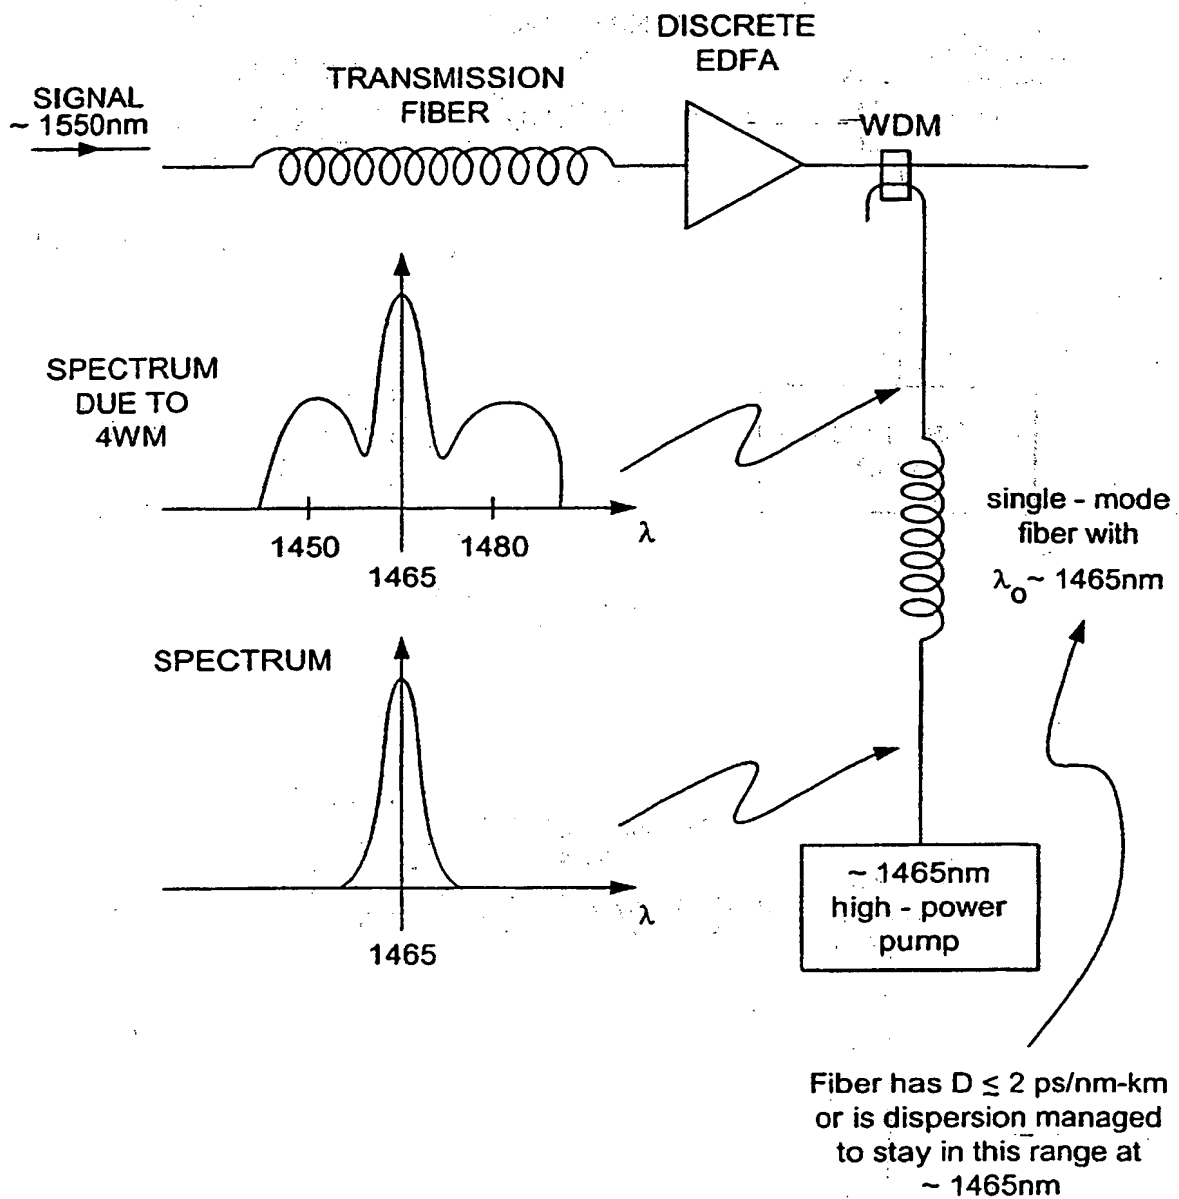 DISCRETE
EDFA
TRANSMISSION
FIBER
SIGNAL
~ 1550nm
WDM
SPECTRUM
DUE TO
4WM
1450
1480
1465
λ
single - mode
fiber with
λo ~ 1465nm
SPECTRUM
λ
1465
~ 1465nm
high - power
pump
Fiber has D ≤ 2 ps/nm-km
or is dispersion managed
to stay in this range at
~ 1465nm